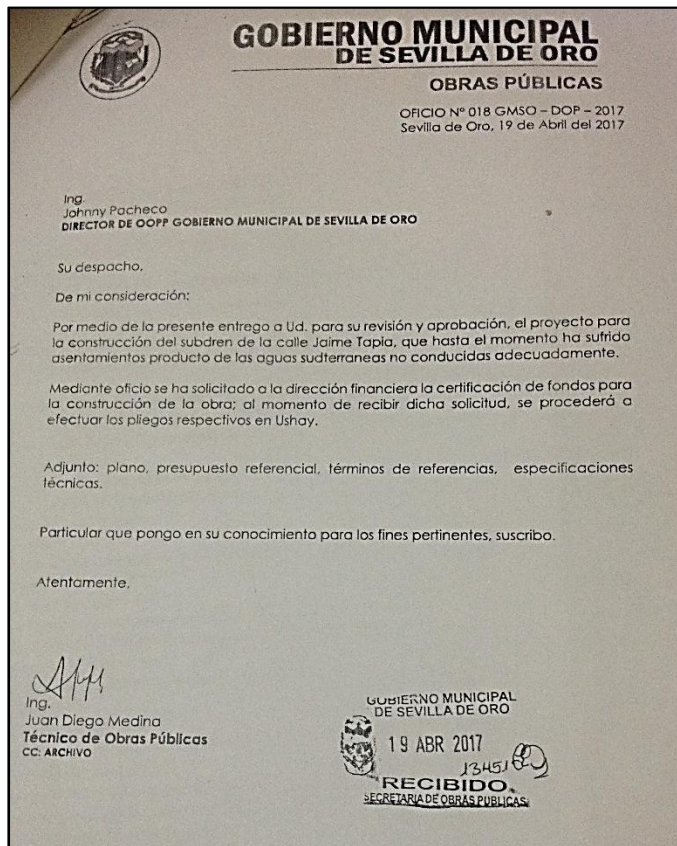 GOBIERNO MUNICIPAL
DE SEVILLA DE ORO
OBRAS PÚBLICAS
OFICIO Nº 018 GMSO – DOP – 2017
Sevilla de Oro, 19 de Abril del 2017
Ing.
Johnny Pacheco
DIRECTOR DE OOPP GOBIERNO MUNICIPAL DE SEVILLA DE ORO
Su despacho,
De mi consideración:
Por medio de la presente entrego a Ud. para su revisión y aprobación, el proyecto para
la construcción del subdren de la calle Jaime Tapia, que hasta el momento ha sufrido
asentamientos producto de las aguas sudterraneas no conducidas adecuadamente.
Mediante oficio se ha solicitado a la dirección financiera la certificación de fondos para
la construcción de la obra; al momento de recibir dicha solicitud, se procederá a
efectuar los pliegos respectivos en Ushay.
Adjunto: plano, presupuesto referencial, términos de referencias, especificaciones
técnicas.
Particular que pongo en su conocimiento para los fines pertinentes, suscribo.
Atentamente,
Ing.
Juan Diego Medina
Técnico de Obras Públicas
CC: ARCHIVO
GOBIERNO MUNICIPAL
DE SEVILLA DE ORO
19 ABR 2017
RECIBIDO
SECRETARIA DE OBRAS PUBLICAS